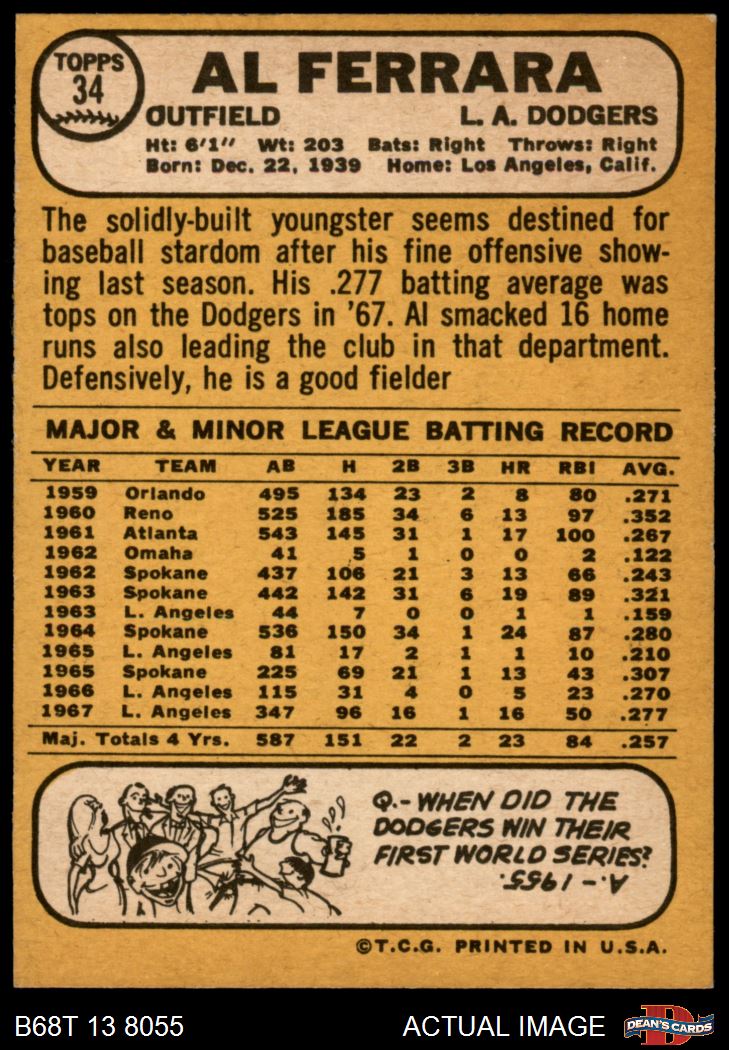 TOPPS
34
AL FERRARA
OUTFIELD L. A. DODGERS
Ht: 6'1" Wt: 203 Bats: Right Throws: Right
Born: Dec. 22, 1939 Home: Los Angeles, Calif.
The solidly-built youngster seems destined for
baseball stardom after his fine offensive show-
ing last season. His .277 batting average was
tops on the Dodgers in '67. Al smacked 16 home
runs also leading the club in that department.
Defensively, he is a good fielder
MAJOR & MINOR LEAGUE BATTING RECORD
YEAR TEAM AB H 2B 3B HR RBI AVG.
1959 Orlando 495 134 23 2 8 80 .271
1960 Reno 525 185 34 6 13 97 .352
1961 Atlanta 543 145 31 1 17 100 .267
1962 Omaha 41 5 1 0 0 2 .122
1962 Spokane 437 106 21 3 13 66 .243
1963 Spokane 442 142 31 6 19 89 .321
1963 L. Angeles 44 7 0 0 1 1 .159
1964 Spokane 536 150 34 1 24 87 .280
1965 L. Angeles 81 17 2 1 1 10 .210
1965 Spokane 225 69 21 1 13 43 .307
1966 L. Angeles 115 31 4 0 5 23 .270
1967 L. Angeles 347 96 16 1 16 50 .277
Maj. Totals 4 Yrs. 587 151 22 2 23 84 .257
Q.- WHEN DID THE
DODGERS WIN THEIR
FIRST WORLD SERIES?
A.- 1955.
©T.C.G. PRINTED IN U.S.A.
B68T 13 8055 ACTUAL IMAGE D DEAN'S CARDS